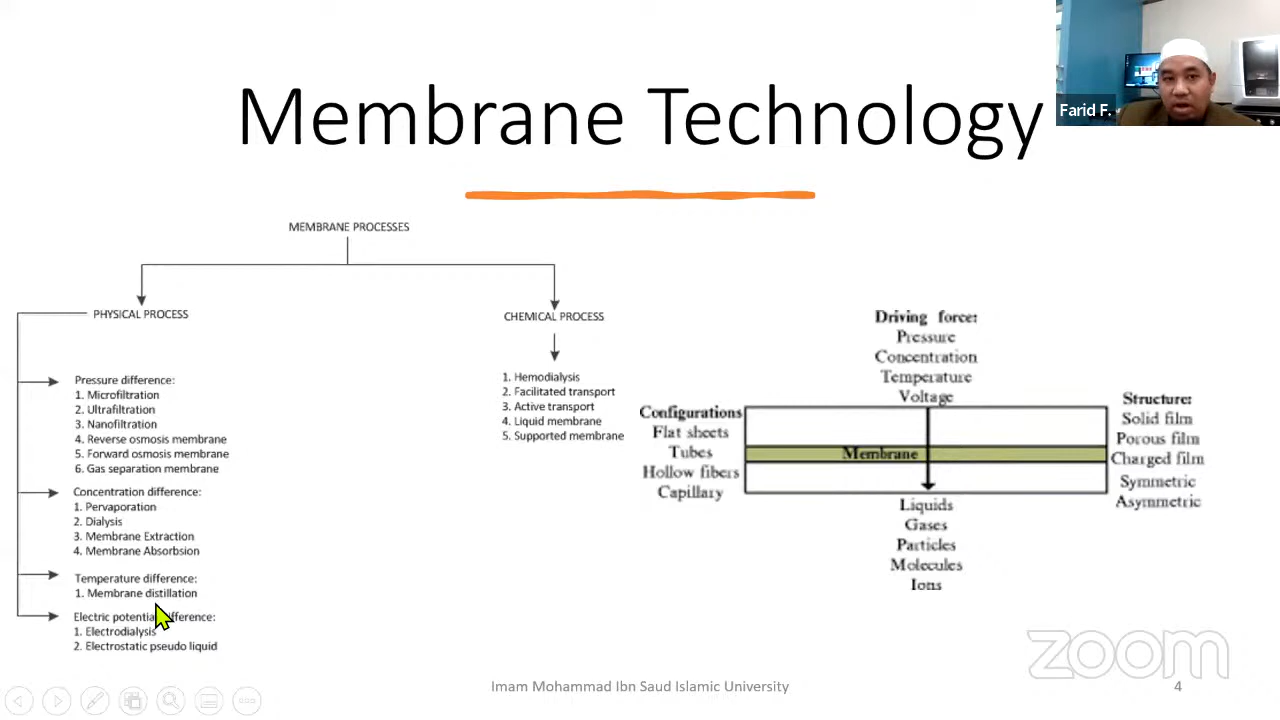 Farid F.
Membrane Technology
MEMBRANE PROCESSES
PHYSICAL PROCESS
Pressure difference:
1. Microfiltration
2. Ultrafiltration
3. Nanofiltration
4. Reverse osmosis membrane
5. Forward osmosis membrane
6. Gas separation membrane
Concentration difference:
1. Pervaporation
2. Dialysis
3. Membrane Extraction
4. Membrane Absorbsion
Temperature difference:
1. Membrane distillation
Electric potential difference:
1. Electrodialysis
2. Electrostatic pseudo liquid
CHEMICAL PROCESS
1. Hemodialysis
2. Facilitated transport
3. Active transport
4. Liquid membrane
5. Supported membrane
Driving force:
Pressure
Concentration
Temperature
Voltage
Configurations
Flat sheets
Tubes
Hollow fibers
Capillary
Membrane
Structure:
Solid film
Porous film
Charged film
Symmetric
Asymmetric
Liquids
Gases
Particles
Molecules
Ions
zoom
Imam Mohammad Ibn Saud Islamic University
4